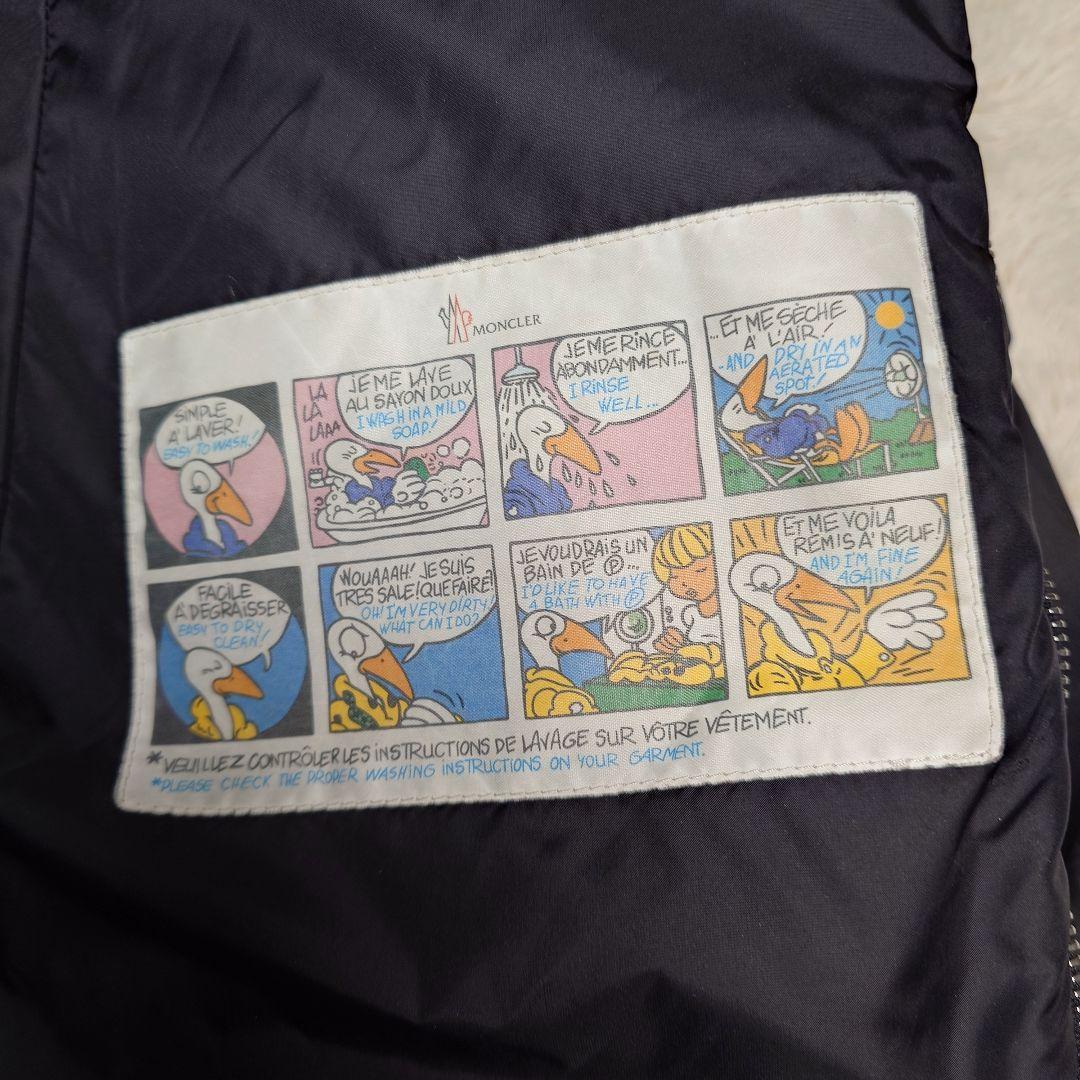 MONCLER
SIMPLE
A' LAVER!
EASY TO WASH!
LA
LA
LAAA
JE ME LAVE
AU SAVON DOUX
I WASH IN A MILD
SOAP!
JE ME RINCE
ABONDAMMENT...
I RINSE
WELL...
...ET ME SÈCHE
A' L'AIR!
-AND DRY IN AN
AERATED
SPOT!
FACILE
A' DEGRAISSER
EASY TO DRY
CLEAN!
WOUAAAH! JE SUIS
TRES SALE! QUE FAIRE?
OH! I'M VERY DIRTY!
WHAT CAN I DO?
JE VOUDRAIS UN
BAIN DE Ⓟ...
I'D LIKE TO HAVE
A BATH WITH Ⓟ
ET ME VOILA
REMIS A' NEUF!
AND I'M FINE
AGAIN!
*VEUILLEZ CONTRÔLER LES INSTRUCTIONS DE LAVAGE SUR VÔTRE VÊTEMENT.
*PLEASE CHECK THE PROPER WASHING INSTRUCTIONS ON YOUR GARMENT.